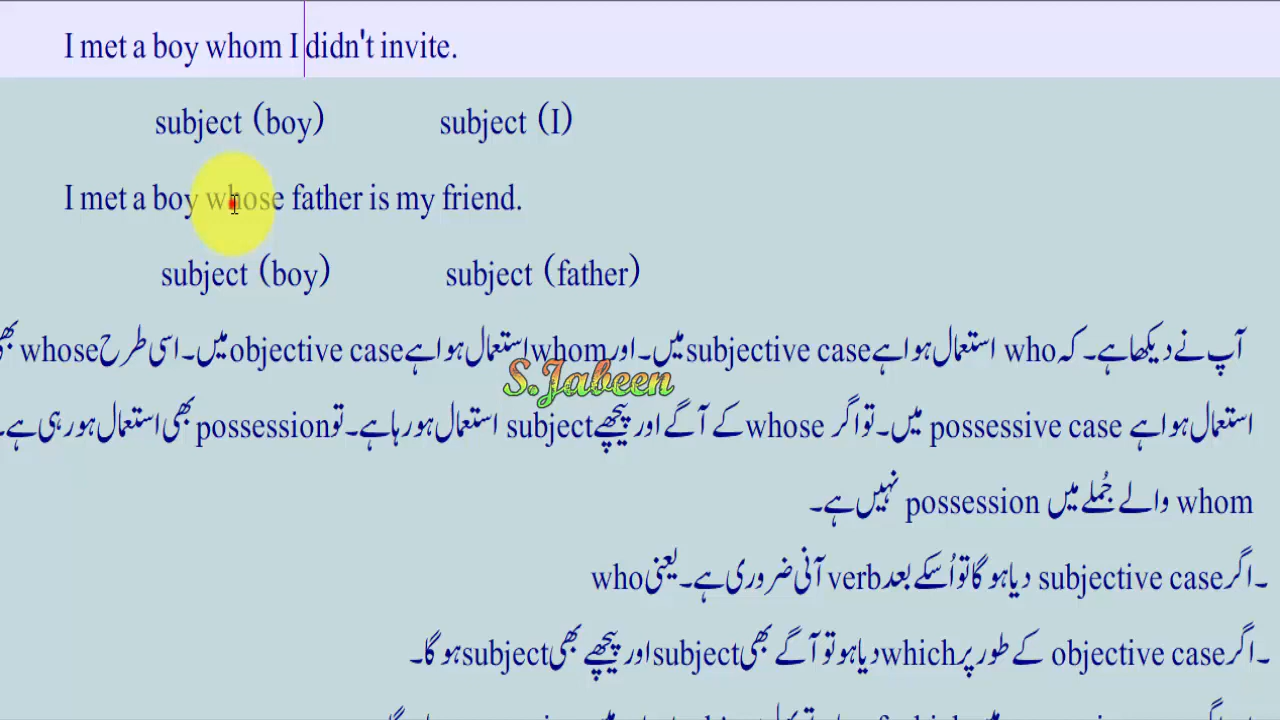 I met a boy whom I didn't invite.
subject (boy) subject (I)
I met a boy whose father is my friend.
subject (boy) subject (father)
آپ نے دیکھا ہے۔ کہ who استعمال ہوا ہے subjective case میں۔ اور whom استعمال ہوا ہے objective case میں۔ اسی طرح whose
S.Jabeen
استعمال ہوا ہے possessive case میں۔ تو اگر whose کے آگے اور پیچھے subject استعمال ہو رہا ہے۔ تو possession بھی استعمال ہو رہی ہے۔
whom والے جُملے میں possession نہیں ہے۔
۔اگر subjective case دیا ہو گا تو اُسکے بعد verb آنی ضروری ہے۔ یعنی who
۔اگر objective case کے طور پر which دیا ہو تو آگے بھی subject اور پیچھے بھی subject ہو گا۔